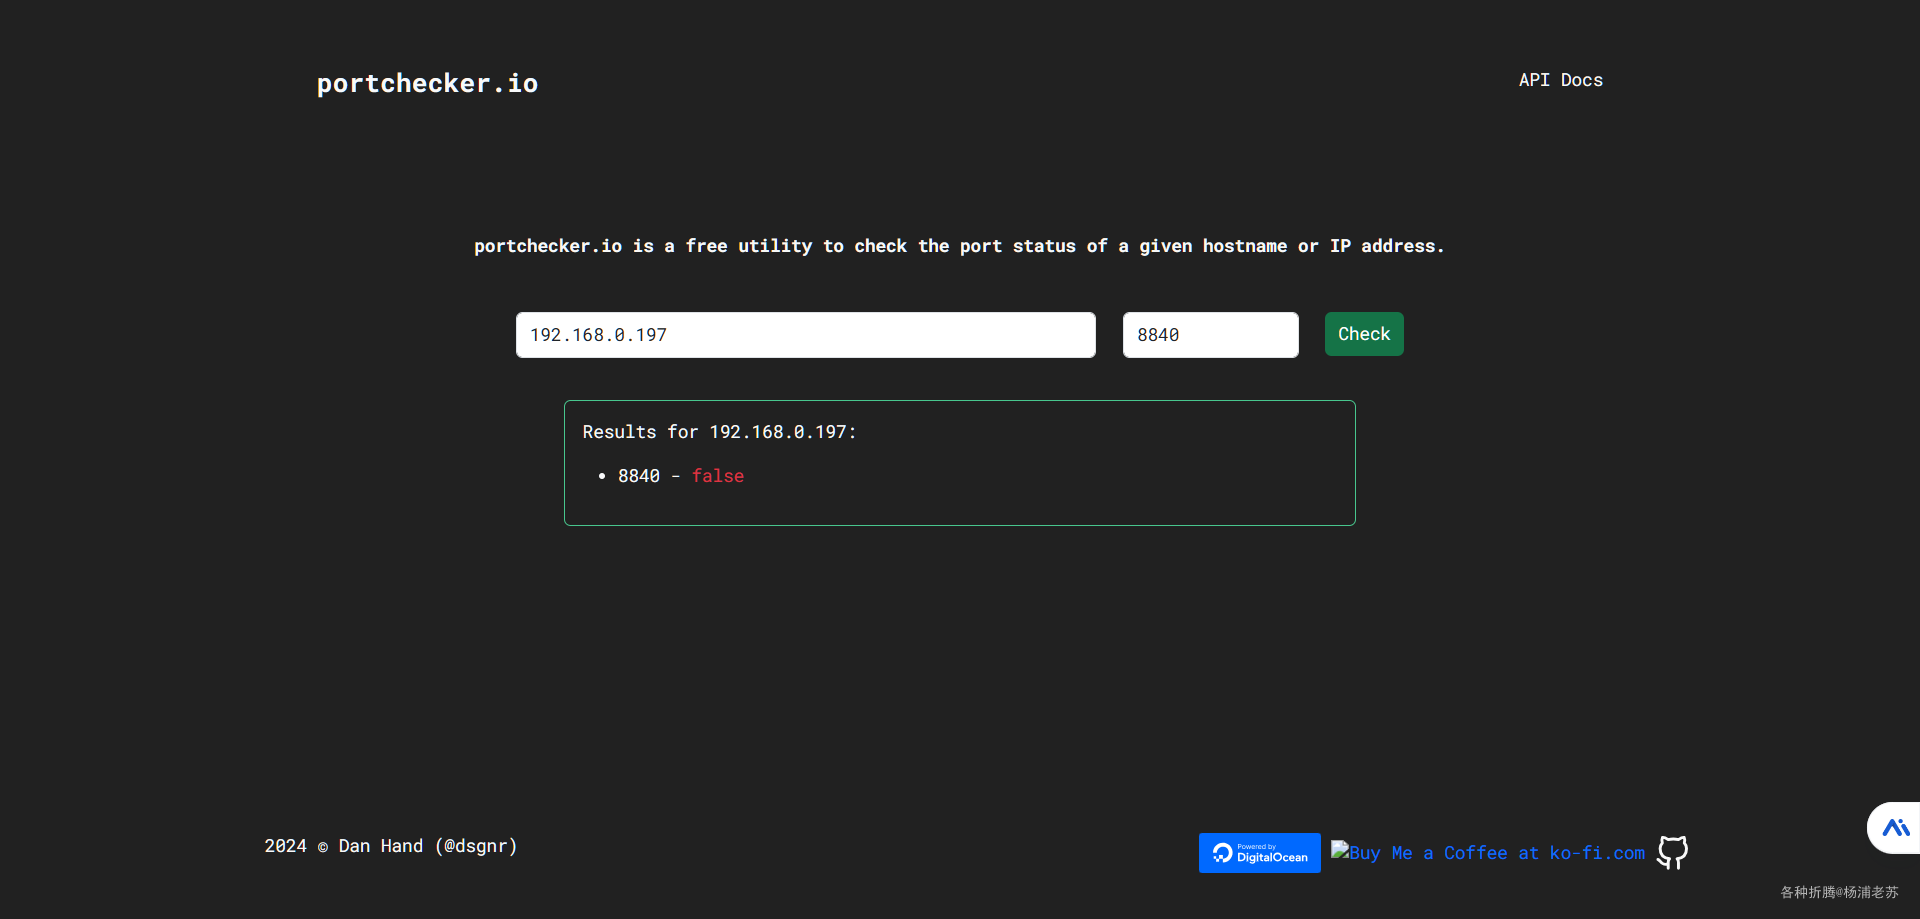 portchecker.io
API Docs
portchecker.io is a free utility to check the port status of a given hostname or IP address.
192.168.0.197
8840
Check
Results for 192.168.0.197:
• 8840 - false
2024 © Dan Hand (@dsgnr)
Powered by
DigitalOcean
Buy Me a Coffee at ko-fi.com
各种折腾@杨浦老苏